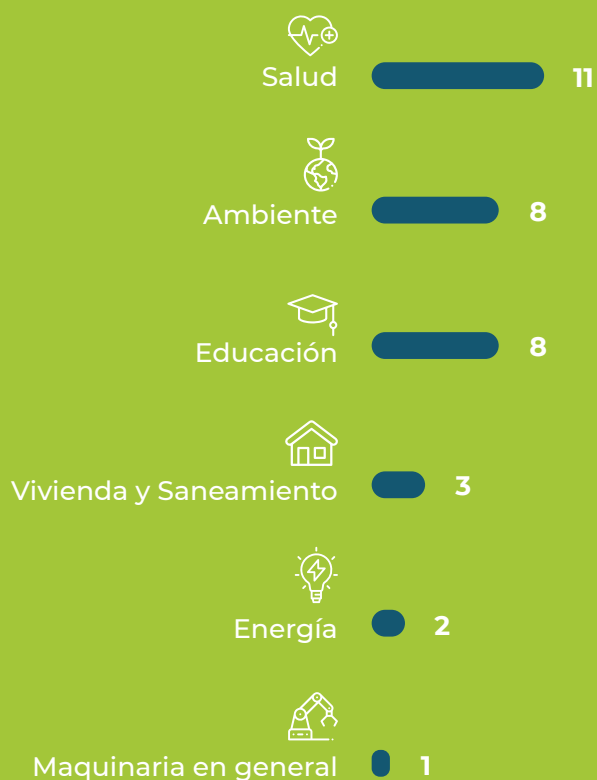 Salud 11
Ambiente 8
Educación 8
Vivienda y Saneamiento 3
Energía 2
Maquinaria en general 1